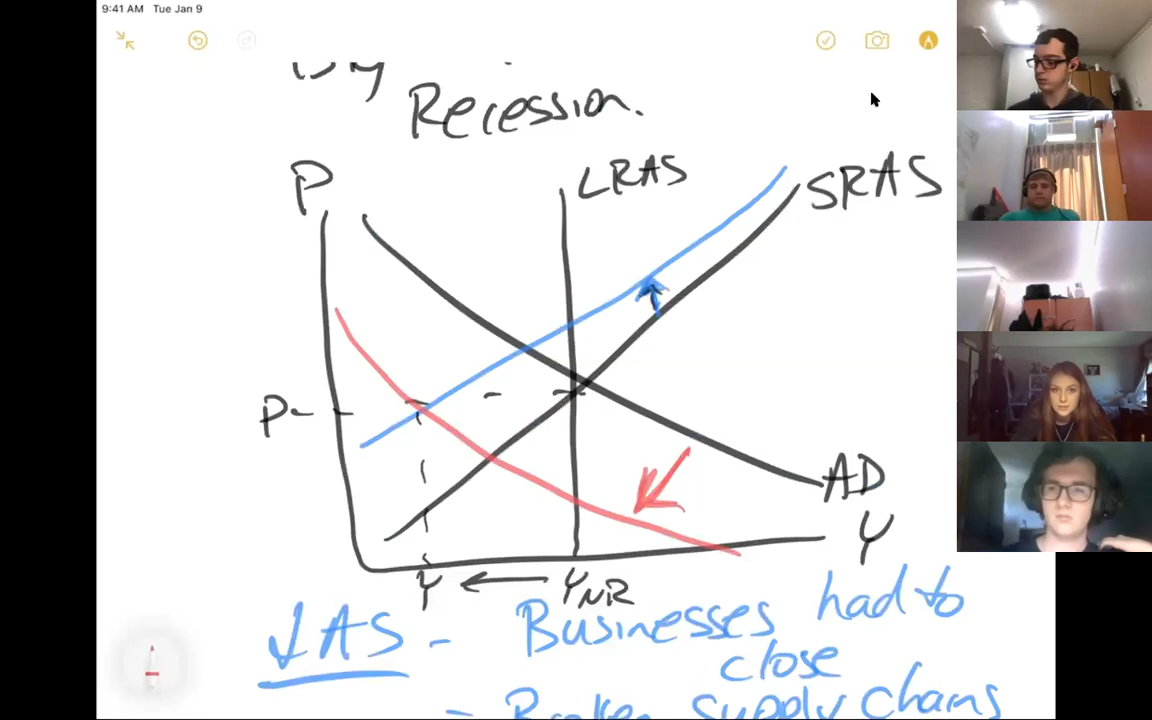 9:41 AM Tue Jan 9
Recession.
P
LRAS
SRAS
P
AD
Y
Y
YNR
↓AS - Businesses had to
close
- Broken supply chains